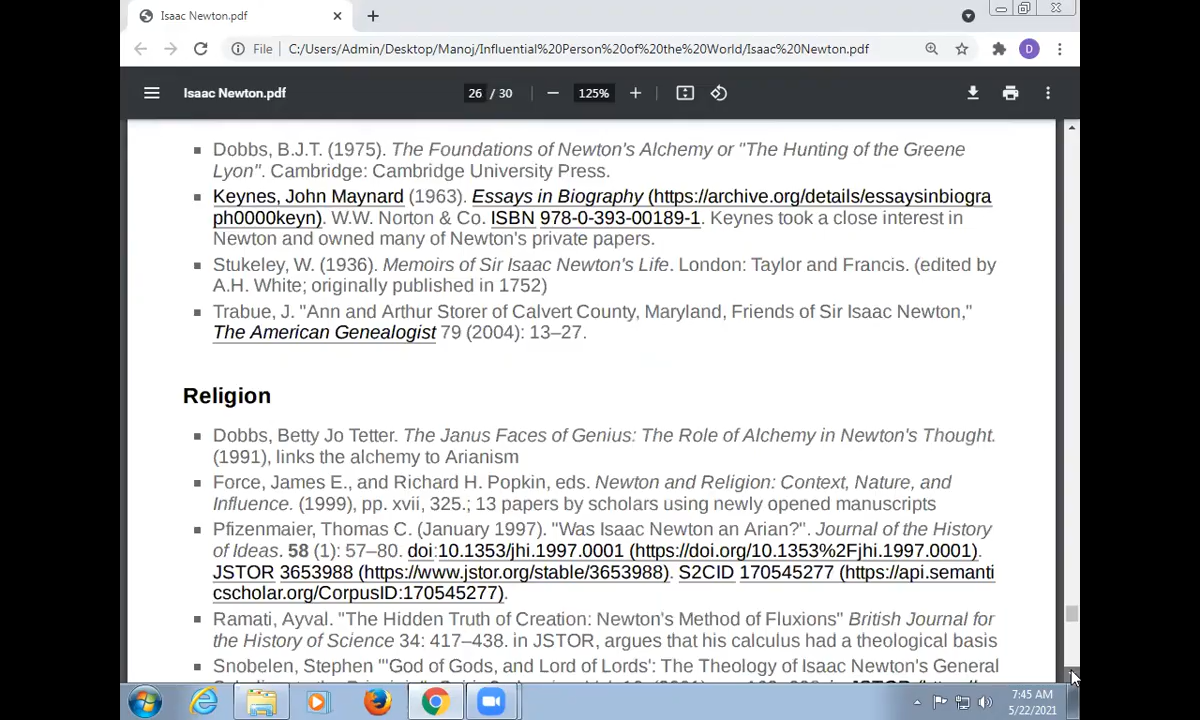 Isaac Newton.pdf
File C:/Users/Admin/Desktop/Manoj/Influential%20Person%20of%20the%20World/Isaac%20Newton.pdf D
Isaac Newton.pdf 26 / 30 125%
Dobbs, B.J.T. (1975). The Foundations of Newton's Alchemy or "The Hunting of the Greene
Lyon". Cambridge: Cambridge University Press.
Keynes, John Maynard (1963). Essays in Biography (https://archive.org/details/essaysinbiogra
ph0000keyn). W.W. Norton & Co. ISBN 978-0-393-00189-1. Keynes took a close interest in
Newton and owned many of Newton's private papers.
Stukeley, W. (1936). Memoirs of Sir Isaac Newton's Life. London: Taylor and Francis. (edited by
A.H. White; originally published in 1752)
Trabue, J. "Ann and Arthur Storer of Calvert County, Maryland, Friends of Sir Isaac Newton,"
The American Genealogist 79 (2004): 13–27.
Religion
Dobbs, Betty Jo Tetter. The Janus Faces of Genius: The Role of Alchemy in Newton's Thought.
(1991), links the alchemy to Arianism
Force, James E., and Richard H. Popkin, eds. Newton and Religion: Context, Nature, and
Influence. (1999), pp. xvii, 325.; 13 papers by scholars using newly opened manuscripts
Pfizenmaier, Thomas C. (January 1997). "Was Isaac Newton an Arian?". Journal of the History
of Ideas. 58 (1): 57–80. doi:10.1353/jhi.1997.0001 (https://doi.org/10.1353%2Fjhi.1997.0001).
JSTOR 3653988 (https://www.jstor.org/stable/3653988). S2CID 170545277 (https://api.semanti
cscholar.org/CorpusID:170545277).
Ramati, Ayval. "The Hidden Truth of Creation: Newton's Method of Fluxions" British Journal for
the History of Science 34: 417–438. in JSTOR, argues that his calculus had a theological basis
Snobelen, Stephen "'God of Gods, and Lord of Lords': The Theology of Isaac Newton's General
7:45 AM
5/22/2021